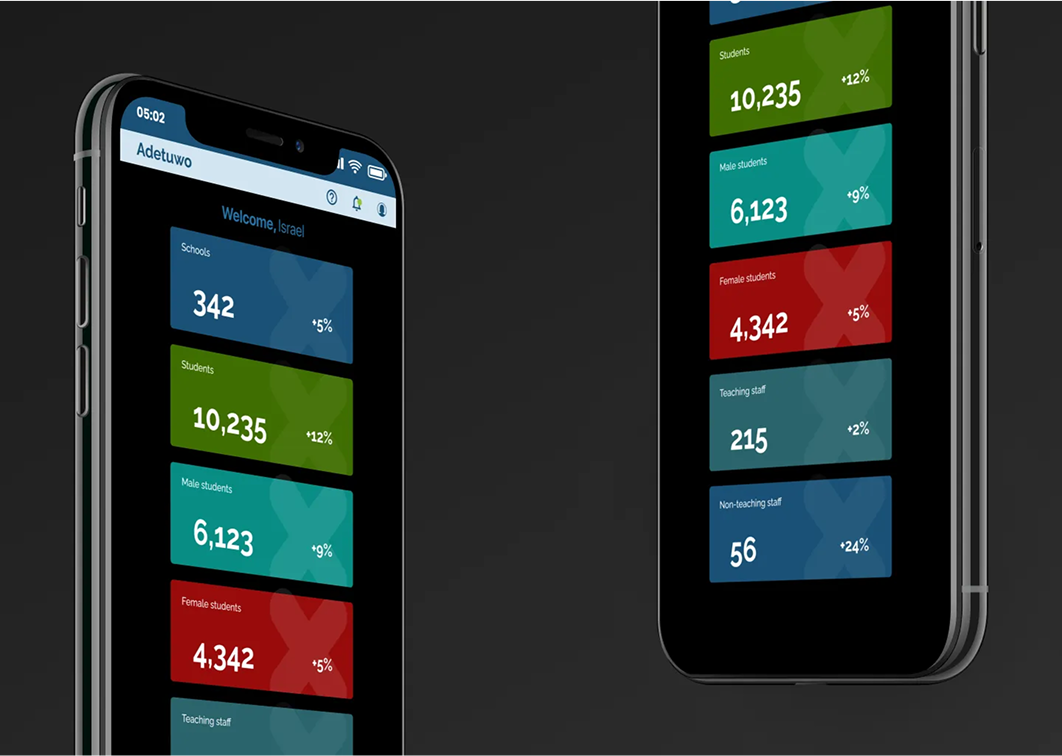 05:02
Adetuwo
Welcome, Israel
Schools
342
+5%
Students
10,235
+12%
Male students
6,123
+9%
Female students
4,342
+5%
Teaching staff
Students
10,235
+12%
Male students
6,123
+9%
Female students
4,342
+5%
Teaching staff
215
+2%
Non-teaching staff
56
+24%